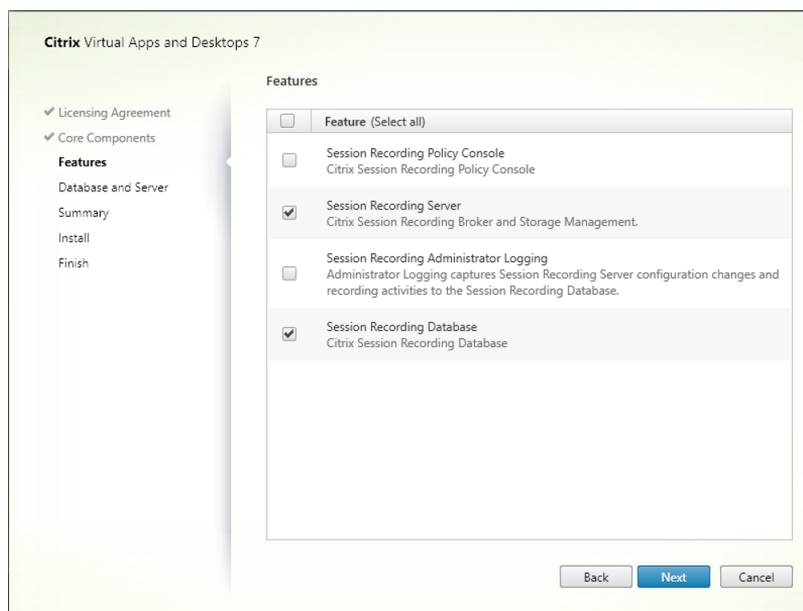 Citrix Virtual Apps and Desktops 7
Features
Licensing Agreement
Core Components
Features
Database and Server
Summary
Install
Finish
Feature (Select all)
Session Recording Policy Console
Citrix Session Recording Policy Console
Session Recording Server
Citrix Session Recording Broker and Storage Management.
Session Recording Administrator Logging
Administrator Logging captures Session Recording Server configuration changes and
recording activities to the Session Recording Database.
Session Recording Database
Citrix Session Recording Database
Back
Next
Cancel